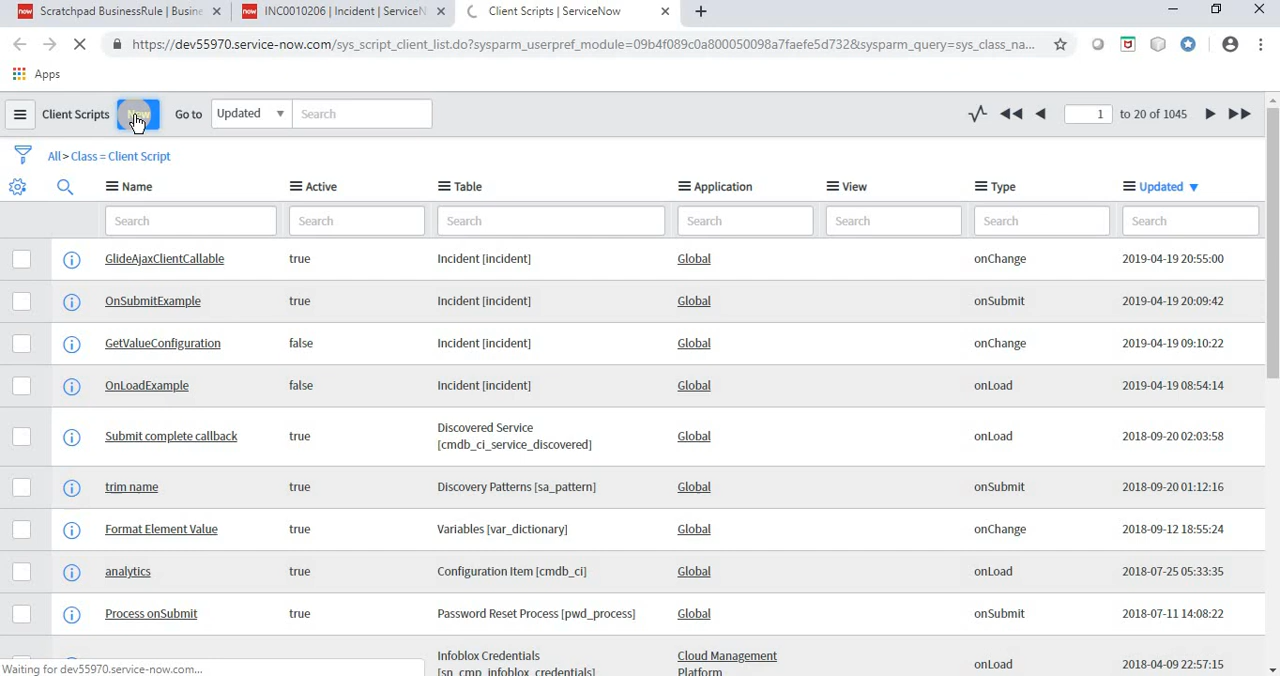 now Scratchpad BusinessRule | Busine
now INC0010206 | Incident | ServiceN
Client Scripts | ServiceNow
https://dev55970.service-now.com/sys_script_client_list.do?sysparm_userpref_module=09b4f089c0a800050098a7faefe5d732&sysparm_query=sys_class_na...
Apps
Client Scripts New Go to Updated Search 1 to 20 of 1045
All > Class = Client Script
Name Active Table Application View Type Updated
Search Search Search Search Search Search Search
GlideAjaxClientCallable true Incident [incident] Global onChange 2019-04-19 20:55:00
OnSubmitExample true Incident [incident] Global onSubmit 2019-04-19 20:09:42
GetValueConfiguration false Incident [incident] Global onChange 2019-04-19 09:10:22
OnLoadExample false Incident [incident] Global onLoad 2019-04-19 08:54:14
Discovered Service
Submit complete callback true [cmdb_ci_service_discovered] Global onLoad 2018-09-20 02:03:58
trim name true Discovery Patterns [sa_pattern] Global onSubmit 2018-09-20 01:12:16
Format Element Value true Variables [var_dictionary] Global onChange 2018-09-12 18:55:24
analytics true Configuration Item [cmdb_ci] Global onLoad 2018-07-25 05:33:35
Process onSubmit true Password Reset Process [pwd_process] Global onSubmit 2018-07-11 14:08:22
Infoblox Credentials Cloud Management
[sn_cmp_infoblox_credentials] Platform onLoad 2018-04-09 22:57:15
Waiting for dev55970.service-now.com...